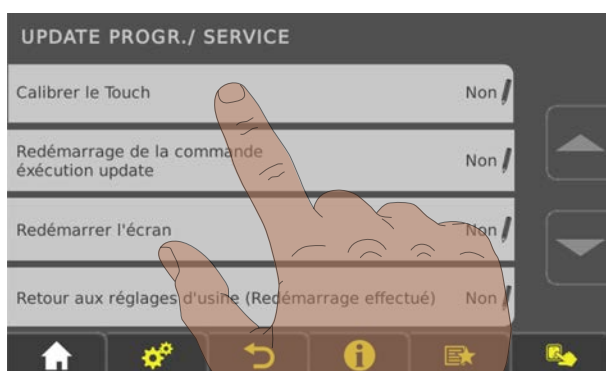 UPDATE PROGR./ SERVICE
Calibrer le Touch Non
Redémarrage de la commande
éxécution update Non
Redémarrer l'écran Non
Retour aux réglages d'usine (Redémarrage effectué) Non